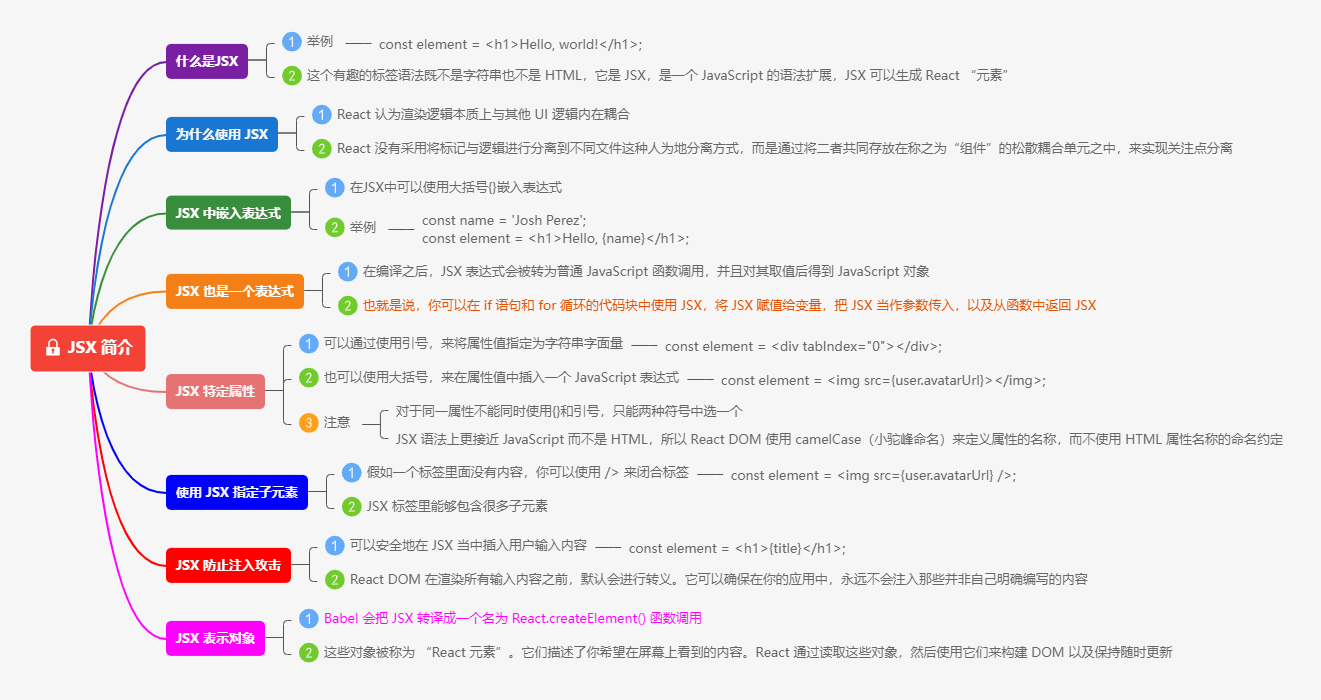 JSX 简介
什么是JSX
1 举例
const element = <h1>Hello, world!</h1>;
2 这个有趣的标签语法既不是字符串也不是 HTML，它是 JSX，是一个 JavaScript 的语法扩展，JSX 可以生成 React “元素”
为什么使用 JSX
1 React 认为渲染逻辑本质上与其他 UI 逻辑内在耦合
2 React 没有采用将标记与逻辑进行分离到不同文件这种人为地分离方式，而是通过将二者共同存放在称之为“组件”的松散耦合单元之中，来实现关注点分离
JSX 中嵌入表达式
1 在JSX中可以使用大括号{}嵌入表达式
2 举例
const name = 'Josh Perez';
const element = <h1>Hello, {name}</h1>;
JSX 也是一个表达式
1 在编译之后，JSX 表达式会被转为普通 JavaScript 函数调用，并且对其取值后得到 JavaScript 对象
2 也就是说，你可以在 if 语句和 for 循环的代码块中使用 JSX，将 JSX 赋值给变量，把 JSX 当作参数传入，以及从函数中返回 JSX
JSX 特定属性
1 可以通过使用引号，来将属性值指定为字符串字面量
const element = <div tabIndex="0"></div>;
2 也可以使用大括号，来在属性值中插入一个 JavaScript 表达式
const element = <img src={user.avatarUrl}></img>;
3 注意
对于同一属性不能同时使用{}和引号，只能两种符号中选一个
JSX 语法上更接近 JavaScript 而不是 HTML，所以 React DOM 使用 camelCase（小驼峰命名）来定义属性的名称，而不使用 HTML 属性名称的命名约定
使用 JSX 指定子元素
1 假如一个标签里面没有内容，你可以使用 /> 来闭合标签
const element = <img src={user.avatarUrl} />;
2 JSX 标签里能够包含很多子元素
JSX 防止注入攻击
1 可以安全地在 JSX 当中插入用户输入内容
const element = <h1>{title}</h1>;
2 React DOM 在渲染所有输入内容之前，默认会进行转义。它可以确保在你的应用中，永远不会注入那些并非自己明确编写的内容
JSX 表示对象
1 Babel 会把 JSX 转译成一个名为 React.createElement() 函数调用
2 这些对象被称为 “React 元素”。它们描述了你希望在屏幕上看到的内容。React 通过读取这些对象，然后使用它们来构建 DOM 以及保持随时更新